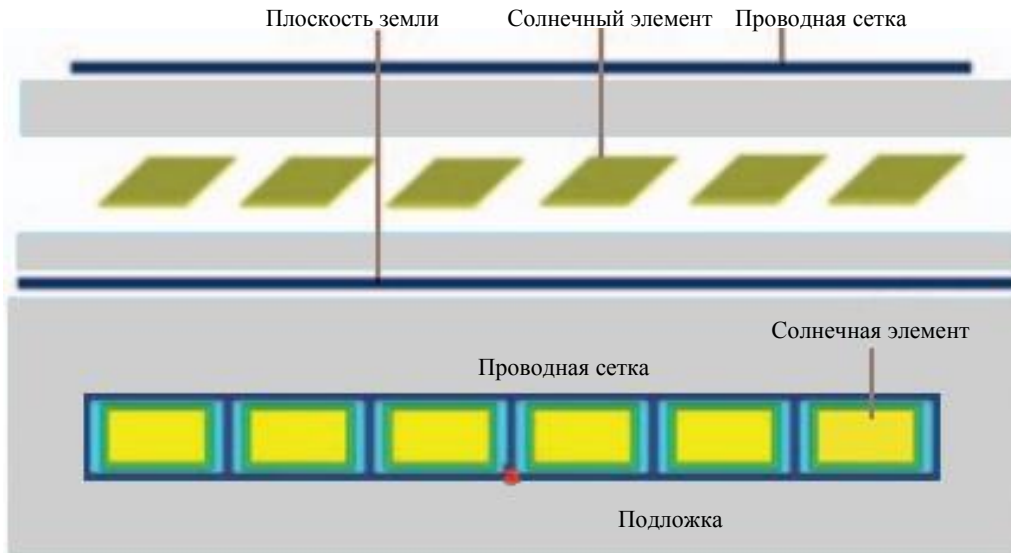 Плоскость земли Солнечный элемент Проводная сетка
Солнечная элемент
Проводная сетка
Подложка